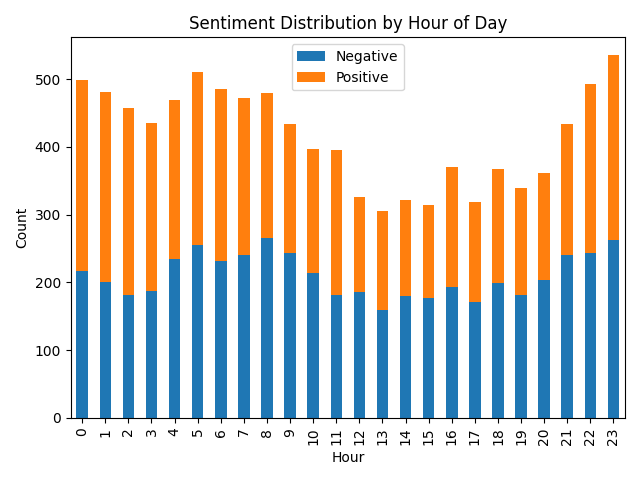 Sentiment Distribution by Hour of Day
Negative
Positive
Count
500
400
300
200
100
0
0 1 2 3 4 5 6 7 8 9 10 11 12 13 14 15 16 17 18 19 20 21 22 23
Hour